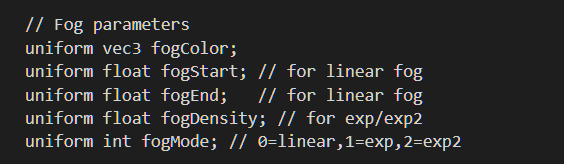 // Fog parameters
uniform vec3 fogColor;
uniform float fogStart; // for linear fog
uniform float fogEnd;   // for linear fog
uniform float fogDensity; // for exp/exp2
uniform int fogMode; // 0=linear,1=exp,2=exp2